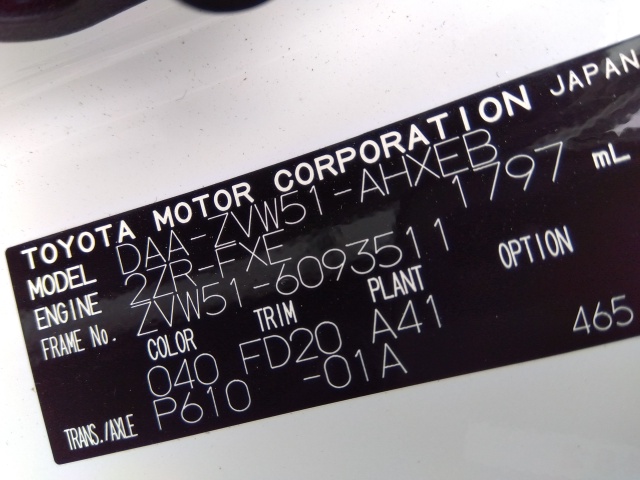 TOYOTA MOTOR CORPORATION JAPAN
MODEL DAA-ZVW51-AHXEB
ENGINE 2ZR-FXE 1797 mL
FRAME No. ZVW51-6093511
COLOR TRIM PLANT OPTION
040 FD20 A41 465
TRANS./AXLE P610 -01A